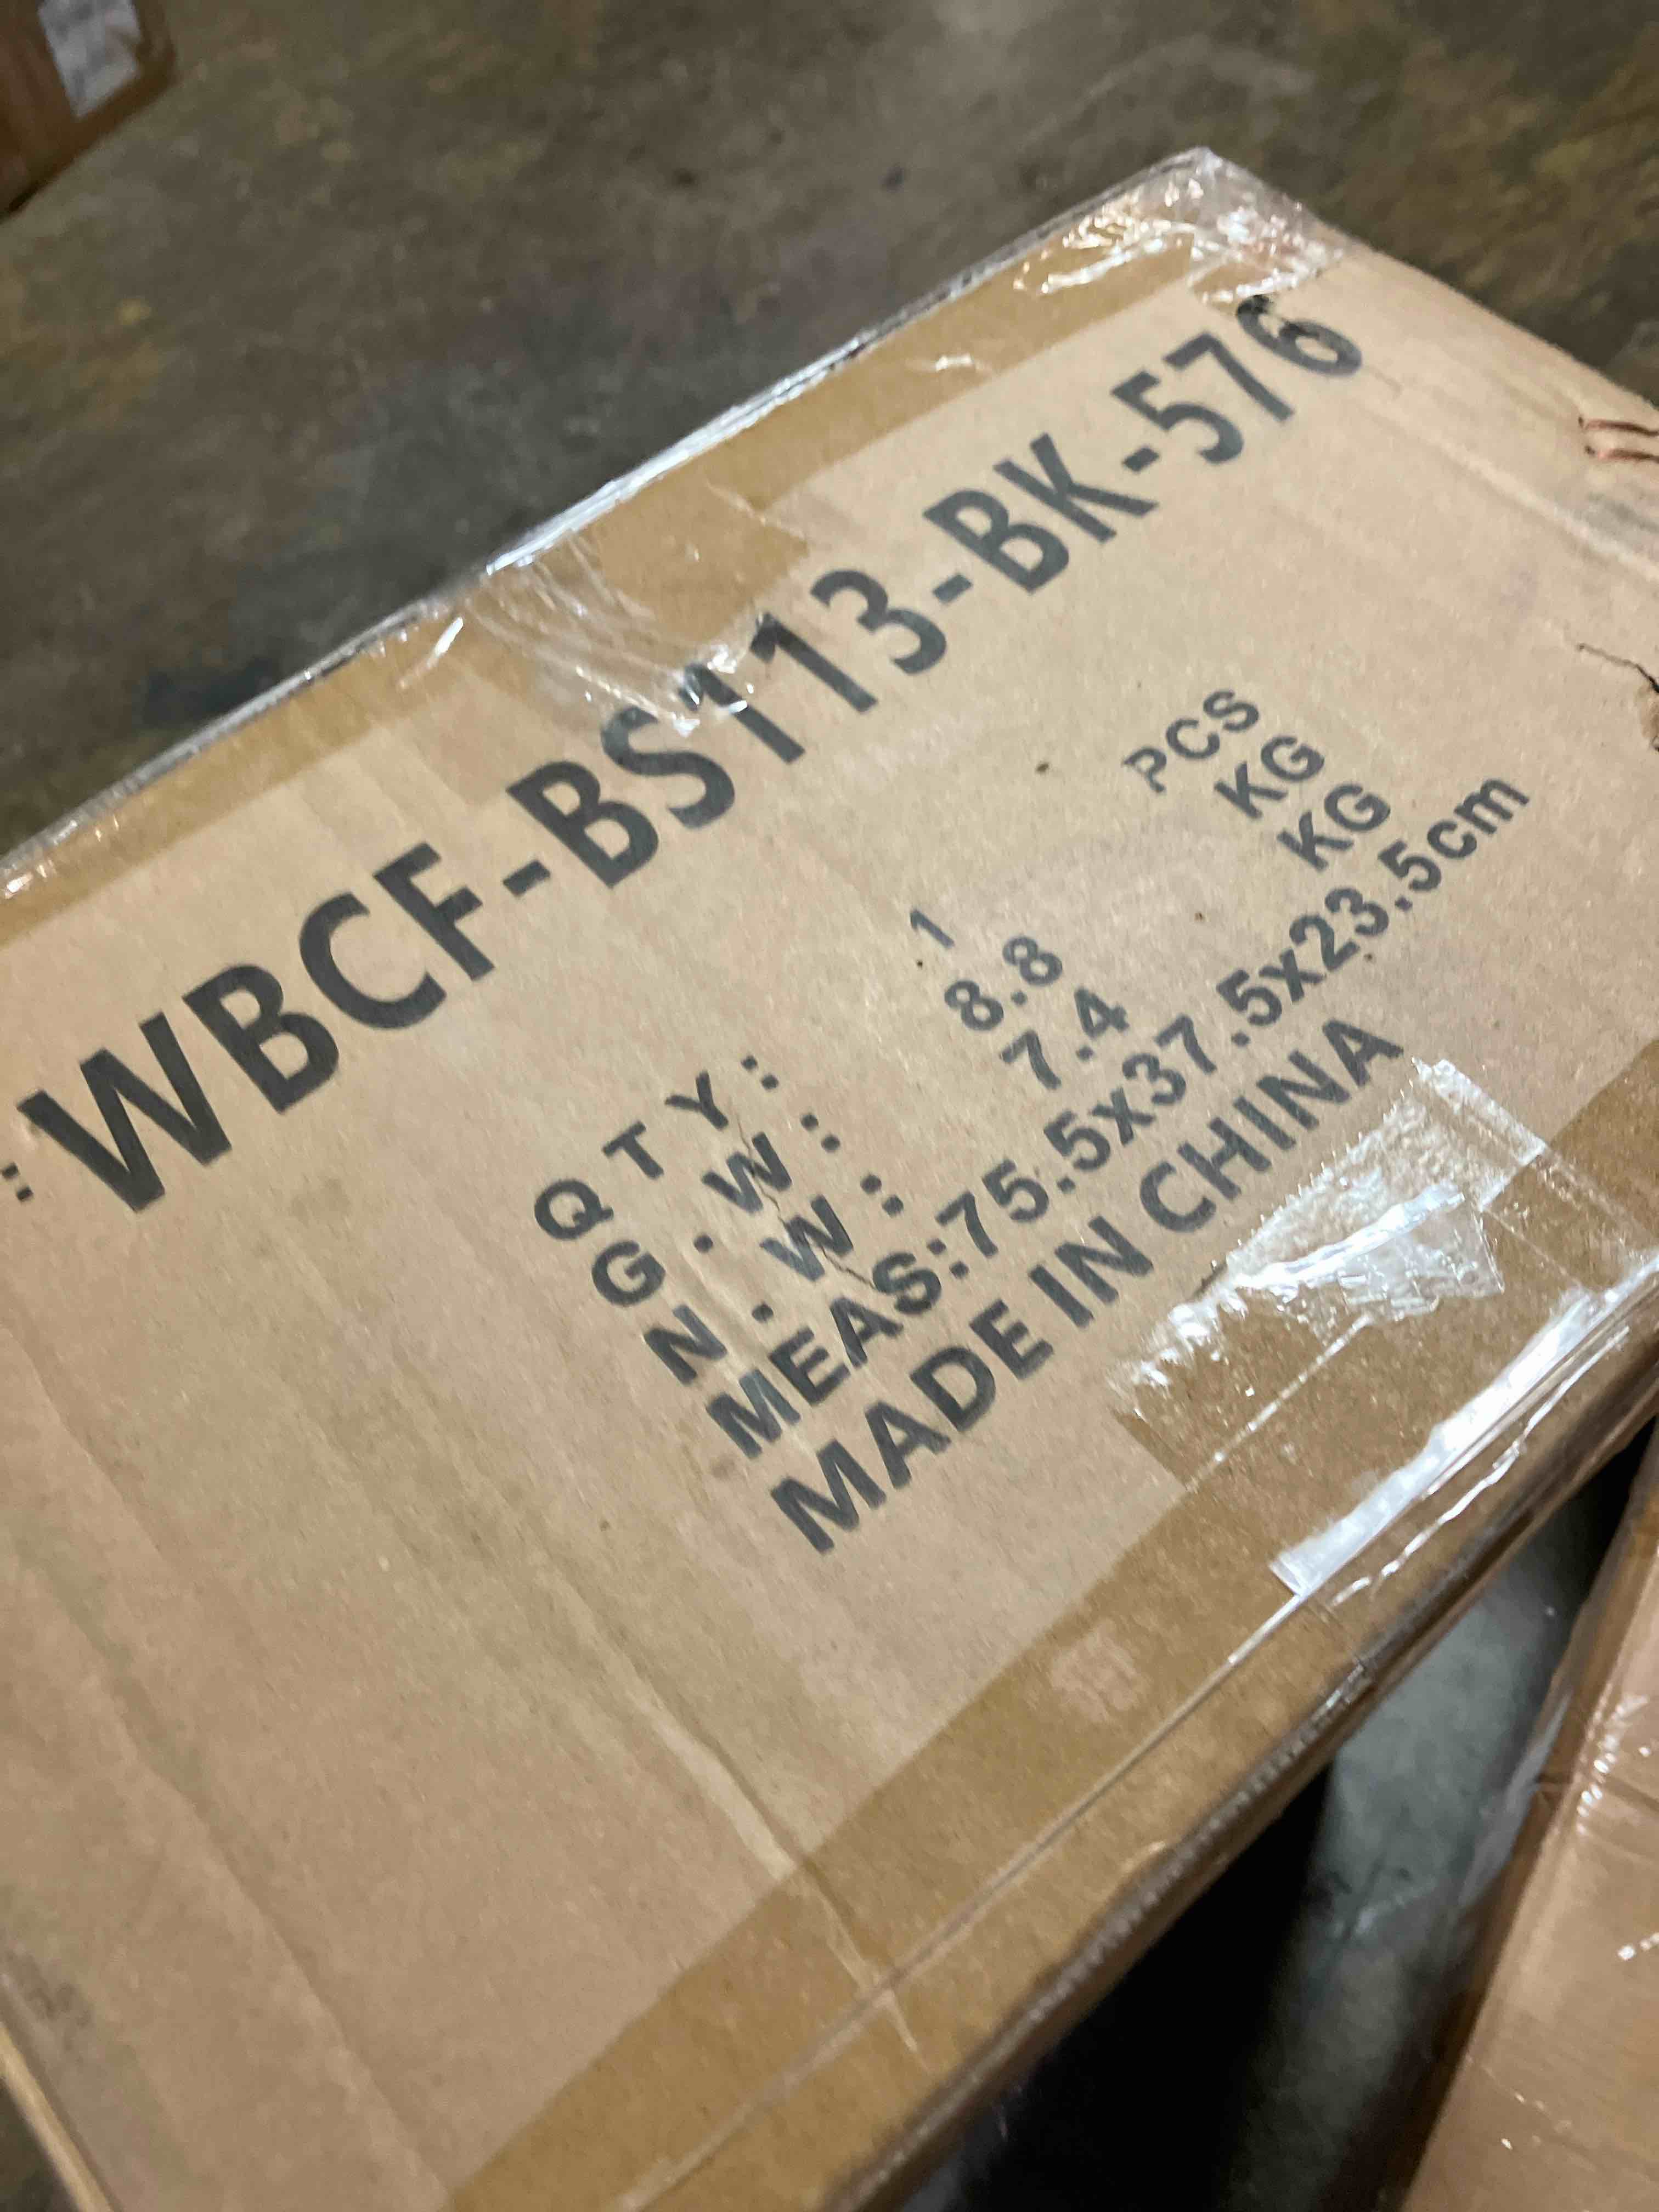 : WBCF-BS113-BK-576
QTY: 1 PCS
G.W: 8.8 KG
N.W: 7.4 KG
MEAS:75.5x37.5x23.5cm
MADE IN CHINA